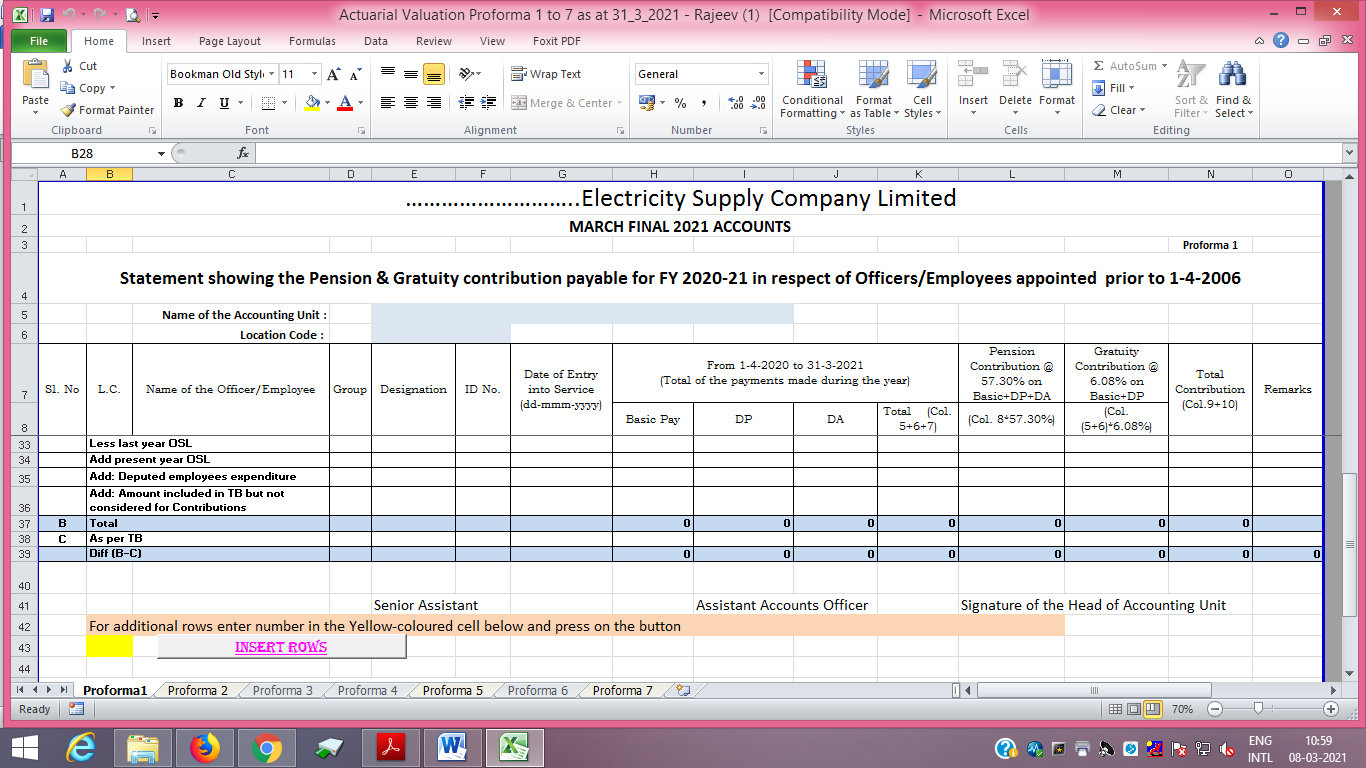 Actuarial Valuation Proforma 1 to 7 as at 31_3_2021 - Rajeev (1) [Compatibility Mode] - Microsoft Excel
File Home Insert Page Layout Formulas Data Review View Foxit PDF
Paste
Cut
Copy
Format Painter
Clipboard
Bookman Old Styl 11
B I U
Font
Wrap Text
Merge & Center
Alignment
General
% ,
Number
Conditional Formatting
Format as Table
Cell Styles
Styles
Insert Delete Format
Cells
Σ AutoSum
Fill
Clear
Sort & Filter
Find & Select
Editing
B28 fx
A B C D E F G H I J K L M N O
1 ………………………..Electricity Supply Company Limited
2 MARCH FINAL 2021 ACCOUNTS
3 Proforma 1
4 Statement showing the Pension & Gratuity contribution payable for FY 2020-21 in respect of Officers/Employees appointed prior to 1-4-2006
5 Name of the Accounting Unit :
6 Location Code :
7
8
Sl. No
L.C.
Name of the Officer/Employee
Group
Designation
ID No.
Date of Entry
into Service
(dd-mmm-yyyy)
From 1-4-2020 to 31-3-2021
(Total of the payments made during the year)
Basic Pay
DP
DA
Total (Col.
5+6+7)
Pension
Contribution @
57.30% on
Basic+DP+DA
(Col. 8*57.30%)
Gratuity
Contribution @
6.08% on
Basic+DP
(Col.
(5+6)*6.08%)
Total
Contribution
(Col.9+10)
Remarks
33 Less last year OSL
34 Add present year OSL
35 Add: Deputed employees expenditure
36 Add: Amount included in TB but not
considered for Contributions
37 B Total 0 0 0 0 0 0 0
38 C As per TB
39 Diff (B-C) 0 0 0 0 0 0 0 0
40
41 Senior Assistant Assistant Accounts Officer Signature of the Head of Accounting Unit
42 For additional rows enter number in the Yellow-coloured cell below and press on the button
43 INSERT ROWS
44
Proforma1 Proforma 2 Proforma 3 Proforma 4 Proforma 5 Proforma 6 Proforma 7
Ready 70%
ENG 10:59
INTL 08-03-2021